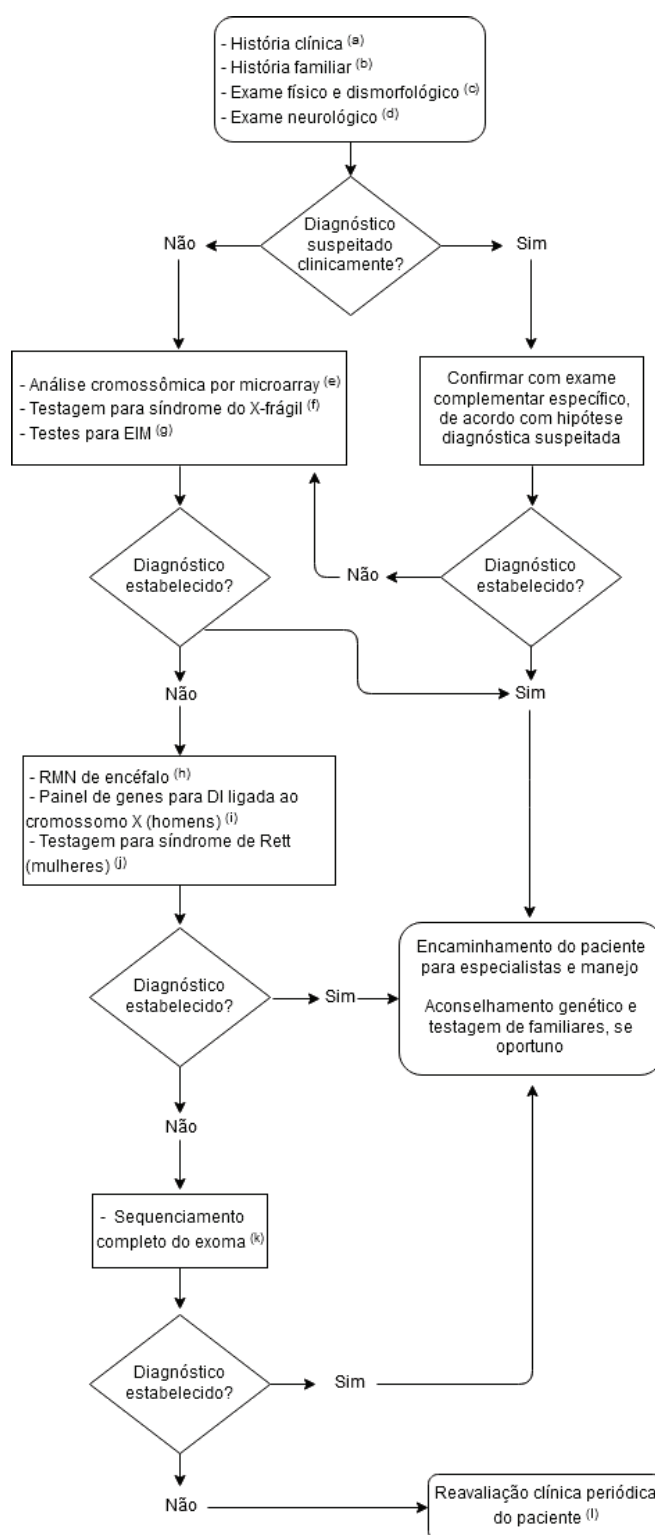 - História clínica (a)
- História familiar (b)
- Exame físico e dismorfológico (c)
- Exame neurológico (d)
Diagnóstico
suspeitado
clinicamente?
Não
Sim
- Análise cromossômica por microarray (e)
- Testagem para síndrome do X-frágil (f)
- Testes para EIM (g)
Confirmar com exame
complementar específico,
de acordo com hipótese
diagnóstica suspeitada
Diagnóstico
estabelecido?
Não
Diagnóstico
estabelecido?
Não
Sim
- RMN de encéfalo (h)
- Painel de genes para DI ligada ao
cromossomo X (homens) (i)
- Testagem para síndrome de Rett
(mulheres) (j)
Diagnóstico
estabelecido?
Sim
Encaminhamento do paciente
para especialistas e manejo
Aconselhamento genético e
testagem de familiares, se
oportuno
Não
- Sequenciamento
completo do exoma (k)
Diagnóstico
estabelecido?
Sim
Não
Reavaliação clínica periódica
do paciente (l)